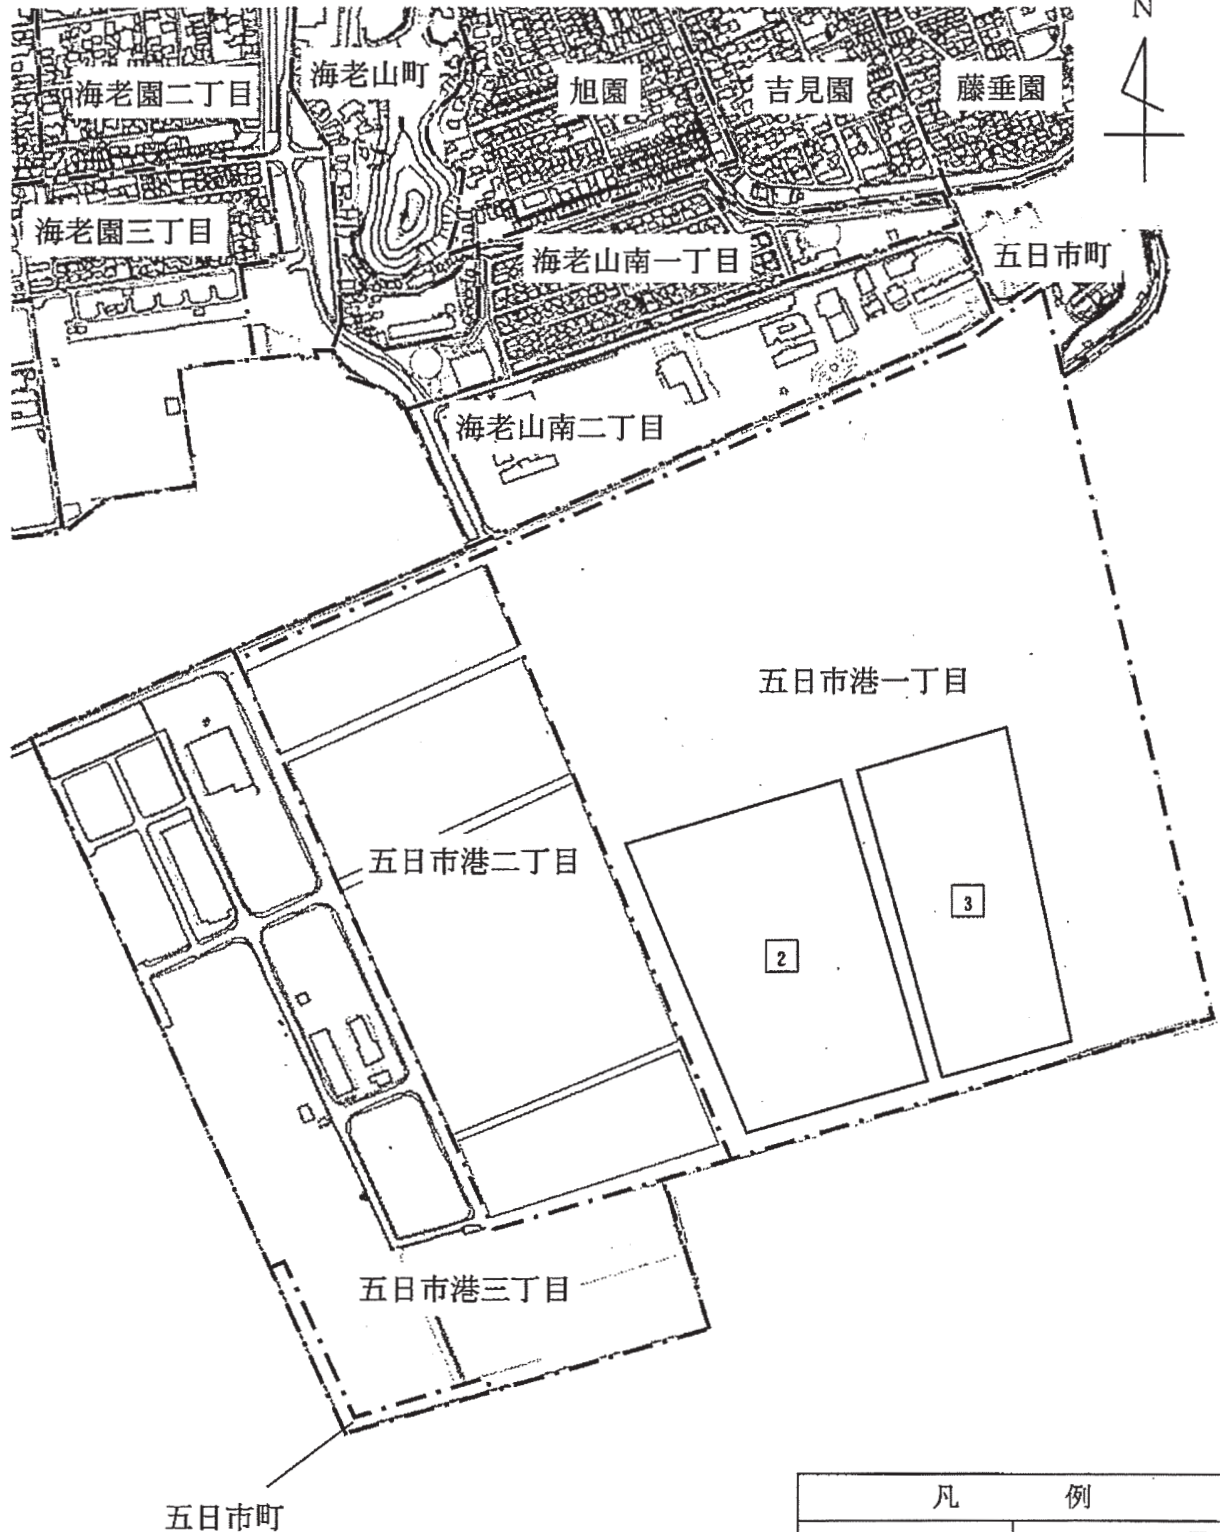 N
海老園二丁目
海老山町
旭園
吉見園
藤垂園
海老園三丁目
海老山南一丁目
五日市町
海老山南二丁目
五日市港一丁目
五日市港二丁目
3
2
五日市港三丁目
五日市町
凡 例